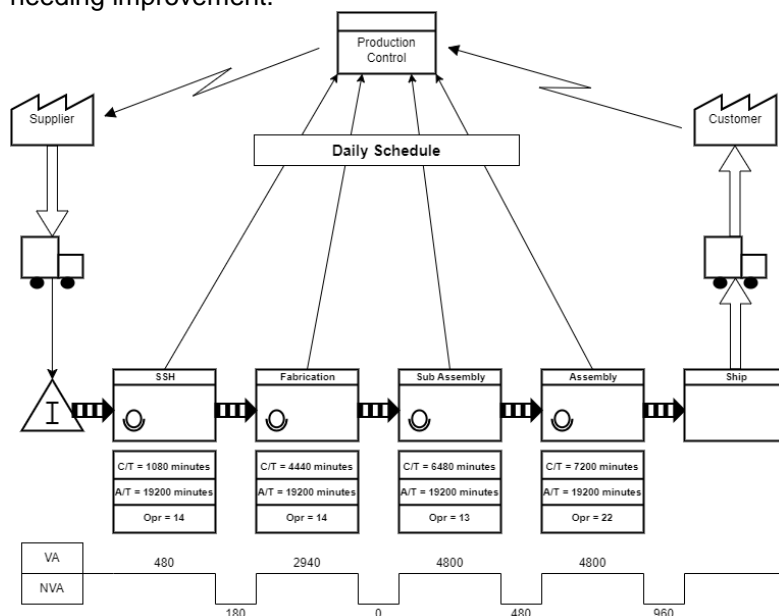 needing improvement.
Production
Control
Supplier
Customer
Daily Schedule
SSH
Fabrication
Sub Assembly
Assembly
Ship
I
C/T = 1080 minutes
A/T = 19200 minutes
Opr = 14
C/T = 4440 minutes
A/T = 19200 minutes
Opr = 14
C/T = 6480 minutes
A/T = 19200 minutes
Opr = 13
C/T = 7200 minutes
A/T = 19200 minutes
Opr = 22
VA
480
2940
4800
4800
NVA
180
0
480
960